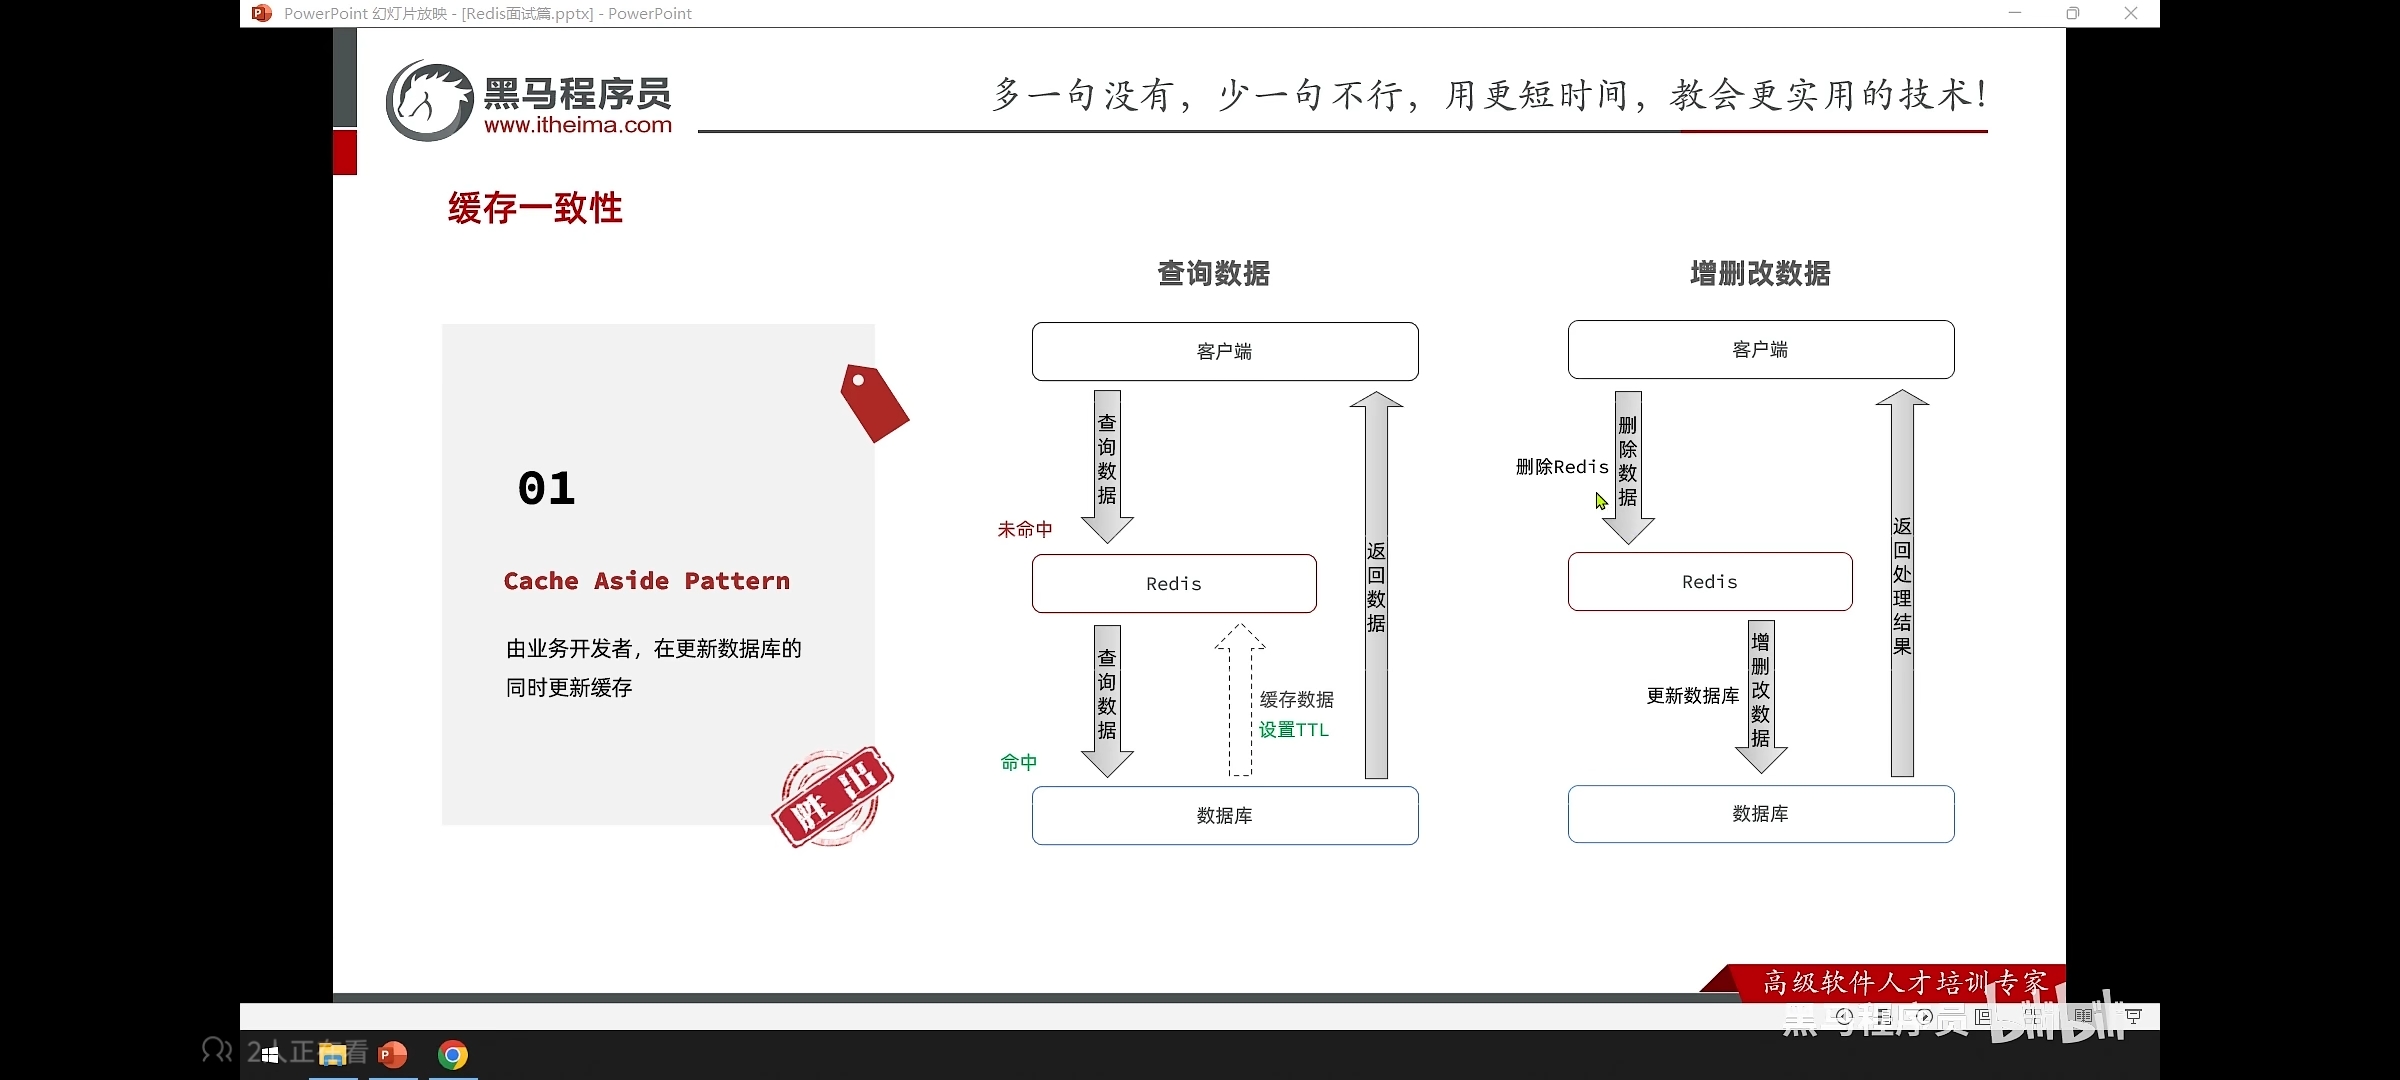 PowerPoint 幻灯片放映 - [Redis面试篇.pptx] - PowerPoint
黑马程序员
www.itheima.com
多一句没有，少一句不行，用更短时间，教会更实用的技术！
缓存一致性
01
Cache Aside Pattern
由业务开发者，在更新数据库的
同时更新缓存
胜出
查询数据
客户端
查询数据
未命中
Redis
查询数据
命中
缓存数据
设置TTL
返回数据
数据库
增删改数据
客户端
删除Redis
删除数据
Redis
更新数据库
增删改数据
返回处理结果
数据库
高级软件人才培训专家
黑马程序员 bilibili
2人正在看